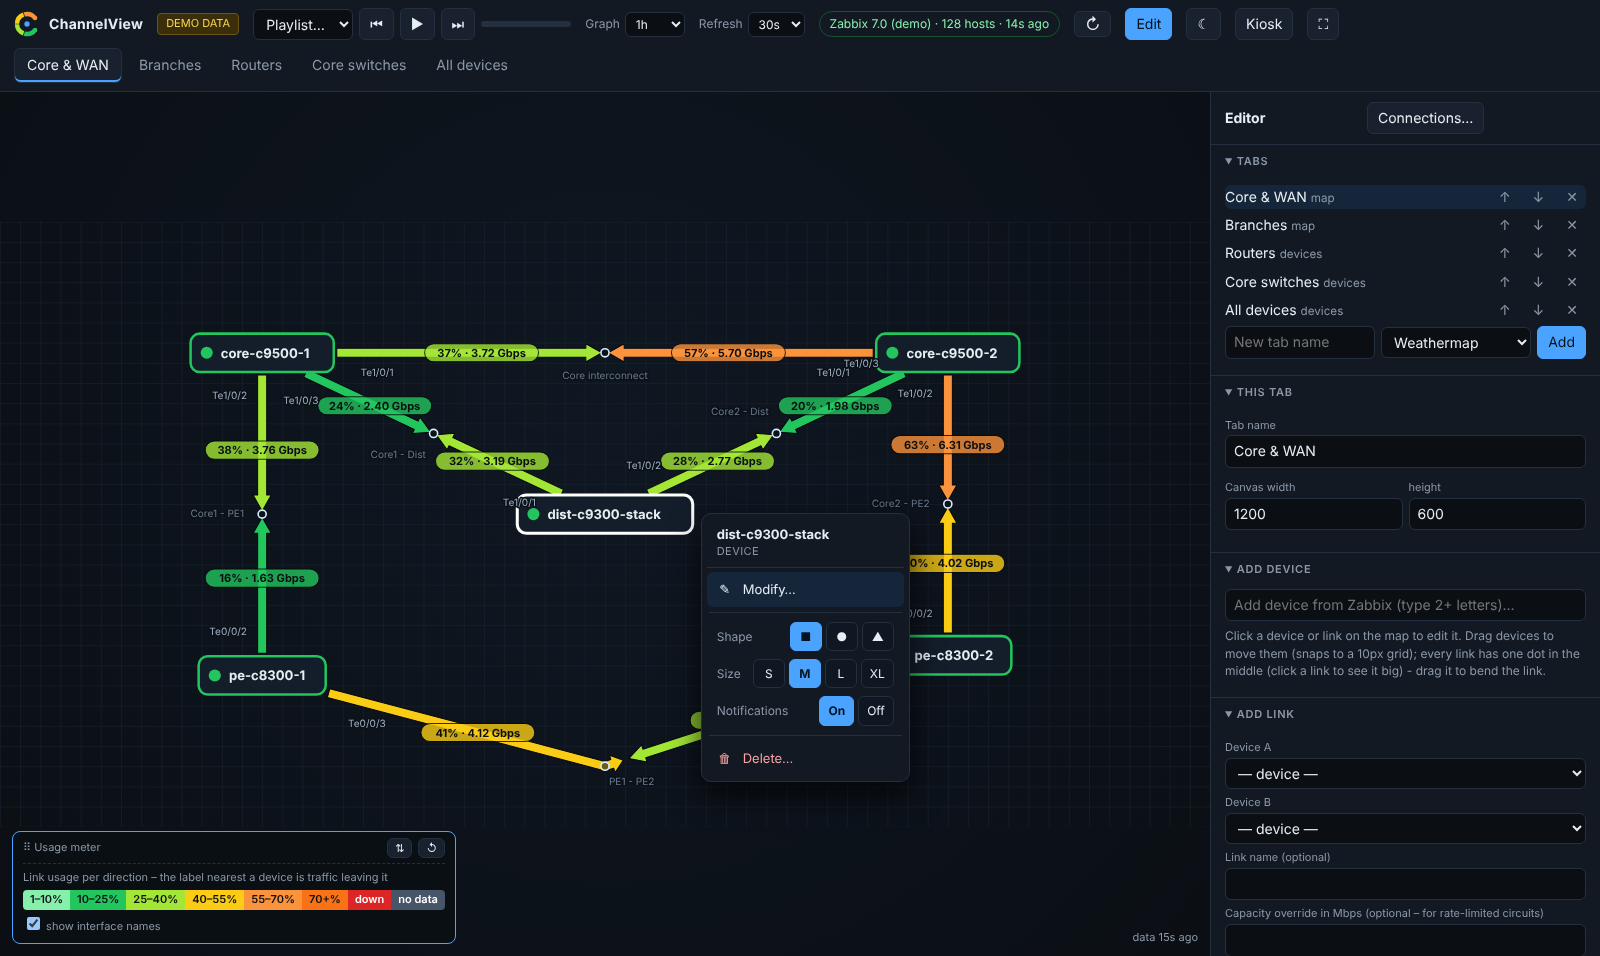 ChannelView
DEMO DATA
Playlist...
Graph
1h
Refresh
30s
Zabbix 7.0 (demo) · 128 hosts · 14s ago
Edit
Kiosk
Core & WAN
Branches
Routers
Core switches
All devices
core-c9500-1
37% · 3.72 Gbps
57% · 5.70 Gbps
core-c9500-2
Te1/0/3
Te1/0/1
Te1/0/1
Core interconnect
Te1/0/2
Te1/0/3
24% · 2.40 Gbps
Core2 - Dist
20% · 1.98 Gbps
Te1/0/2
38% · 3.76 Gbps
Core1 - Dist
32% · 3.19 Gbps
Te1/0/2
28% · 2.77 Gbps
63% · 6.31 Gbps
Te1/0/1
Core1 - PE1
dist-c9300-stack
Core2 - PE2
16% · 1.63 Gbps
0% · 4.02 Gbps
Te0/0/2
0/0/2
pe-c8300-1
pe-c8300-2
Te0/0/3
41% · 4.12 Gbps
PE1 - PE2
dist-c9300-stack
DEVICE
Modify...
Shape
Size
S
M
L
XL
Notifications
On
Off
Delete...
Usage meter
Link usage per direction – the label nearest a device is traffic leaving it
1–10%
10–25%
25–40%
40–55%
55–70%
70+%
down
no data
show interface names
data 15s ago
Editor
Connections...
TABS
Core & WAN map
Branches map
Routers devices
Core switches devices
All devices devices
New tab name
Weathermap
Add
THIS TAB
Tab name
Core & WAN
Canvas width
height
1200
600
ADD DEVICE
Add device from Zabbix (type 2+ letters)...
Click a device or link on the map to edit it. Drag devices to
move them (snaps to a 10px grid); every link has one dot in the
middle (click a link to see it big) - drag it to bend the link.
ADD LINK
Device A
— device —
Device B
— device —
Link name (optional)
Capacity override in Mbps (optional – for rate-limited circuits)